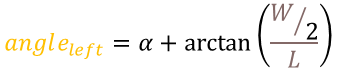 angle_left = α + arctan((W/2)/L)